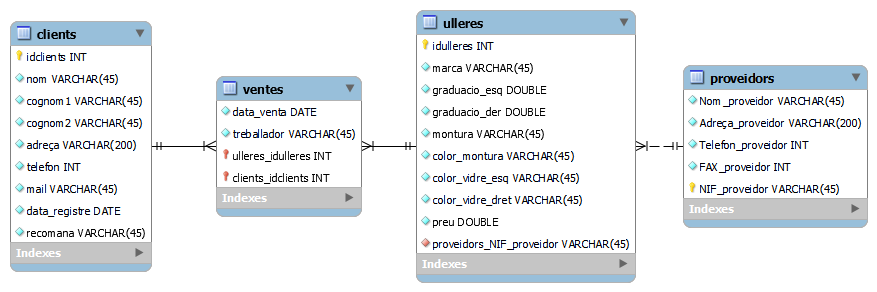 clients
idclients INT
nom VARCHAR(45)
cognom1 VARCHAR(45)
cognom2 VARCHAR(45)
adreça VARCHAR(200)
telefon INT
mail VARCHAR(45)
data_registre DATE
recomana VARCHAR(45)
Indexes
ventes
data_venta DATE
treballador VARCHAR(45)
ulleres_idulleres INT
clients_idclients INT
Indexes
ulleres
idulleres INT
marca VARCHAR(45)
graduacio_esq DOUBLE
graduacio_der DOUBLE
montura VARCHAR(45)
color_montura VARCHAR(45)
color_vidre_esq VARCHAR(45)
color_vidre_dret VARCHAR(45)
preu DOUBLE
proveidors_NIF_proveidor VARCHAR(45)
Indexes
proveidors
Nom_proveidor VARCHAR(45)
Adreça_proveidor VARCHAR(200)
Telefon_proveidor INT
FAX_proveidor INT
NIF_proveidor VARCHAR(45)
Indexes